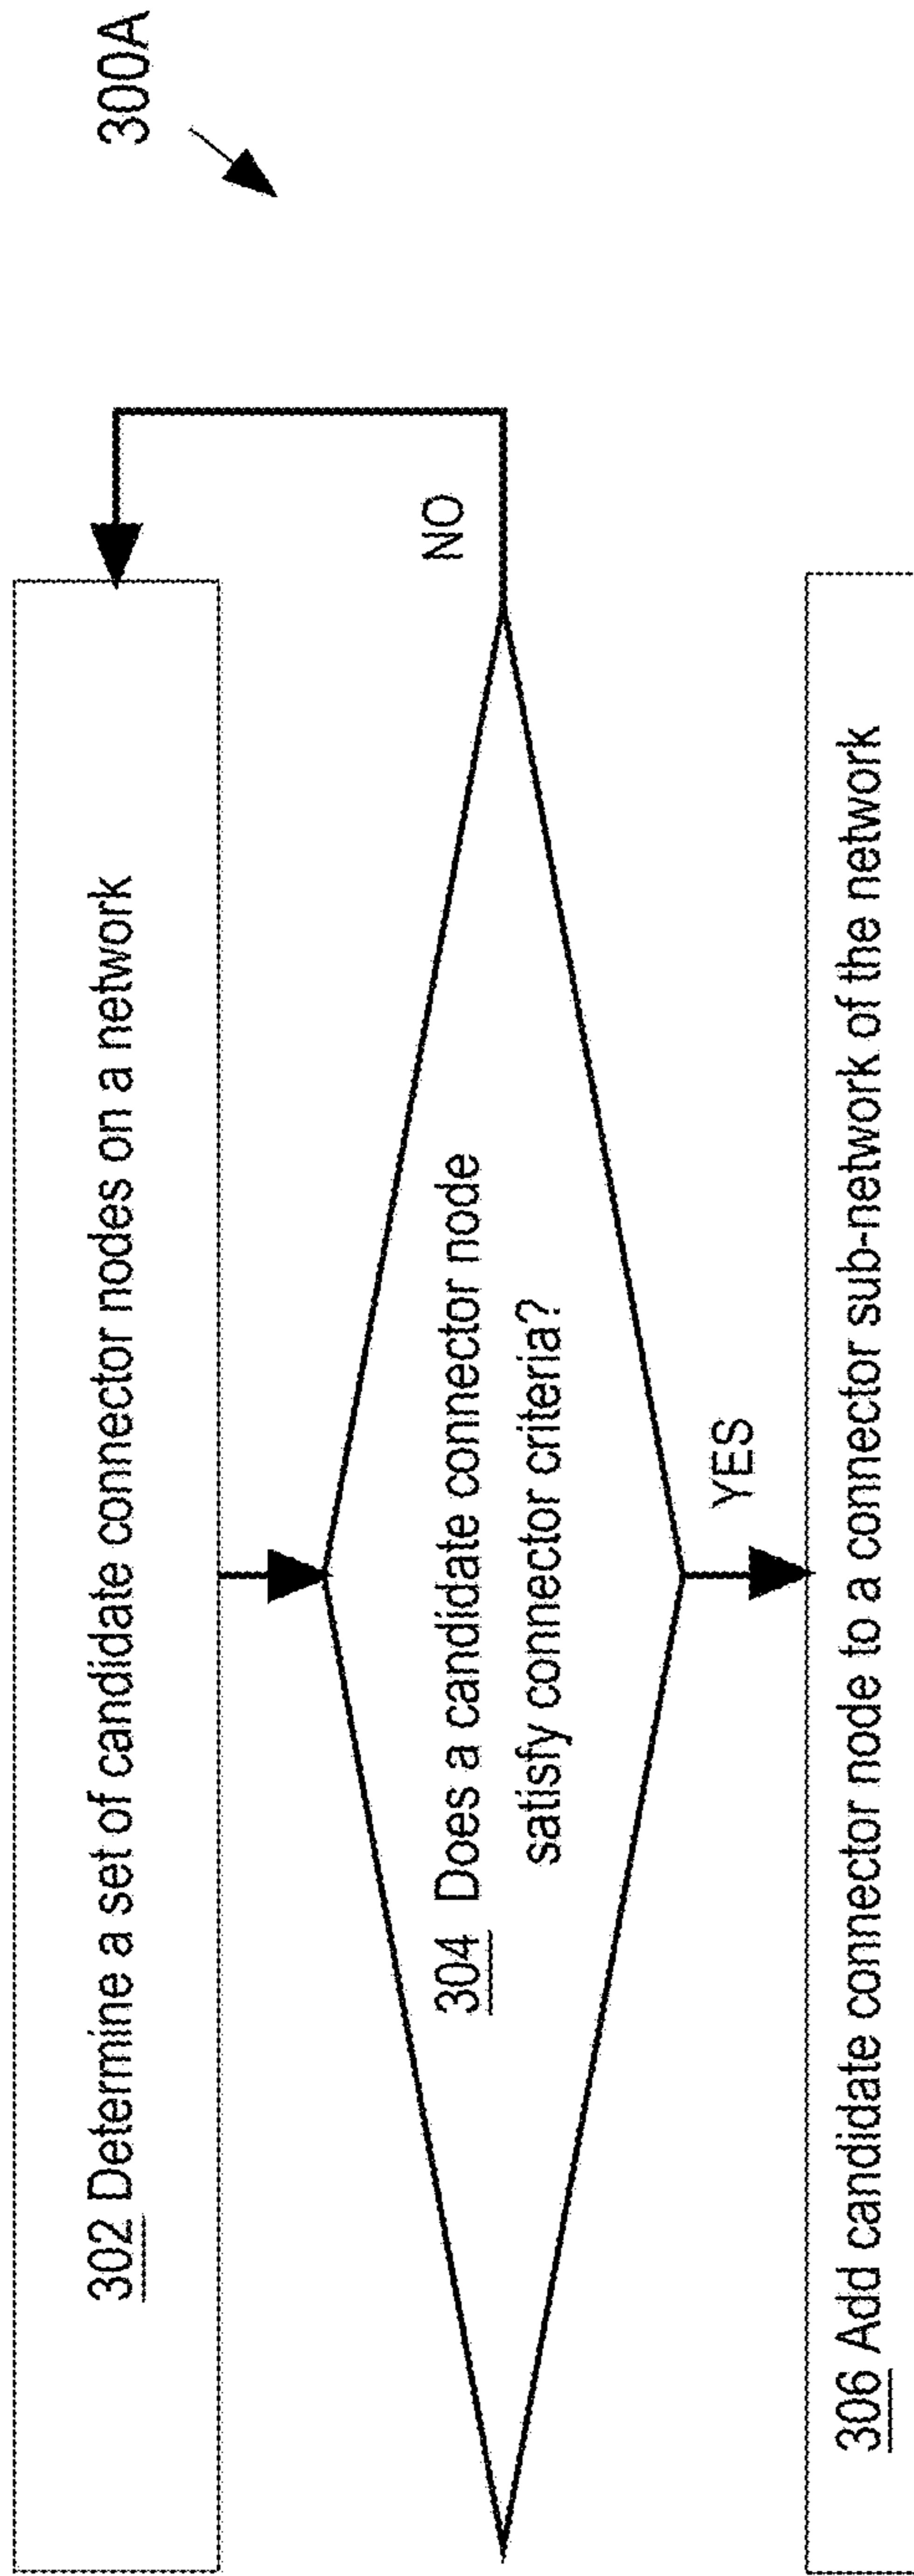 300A
302 Determine a set of candidate connector nodes on a network
304 Does a candidate connector node
satisfy connector criteria?
NO
YES
306 Add candidate connector node to a connector sub-network of the network